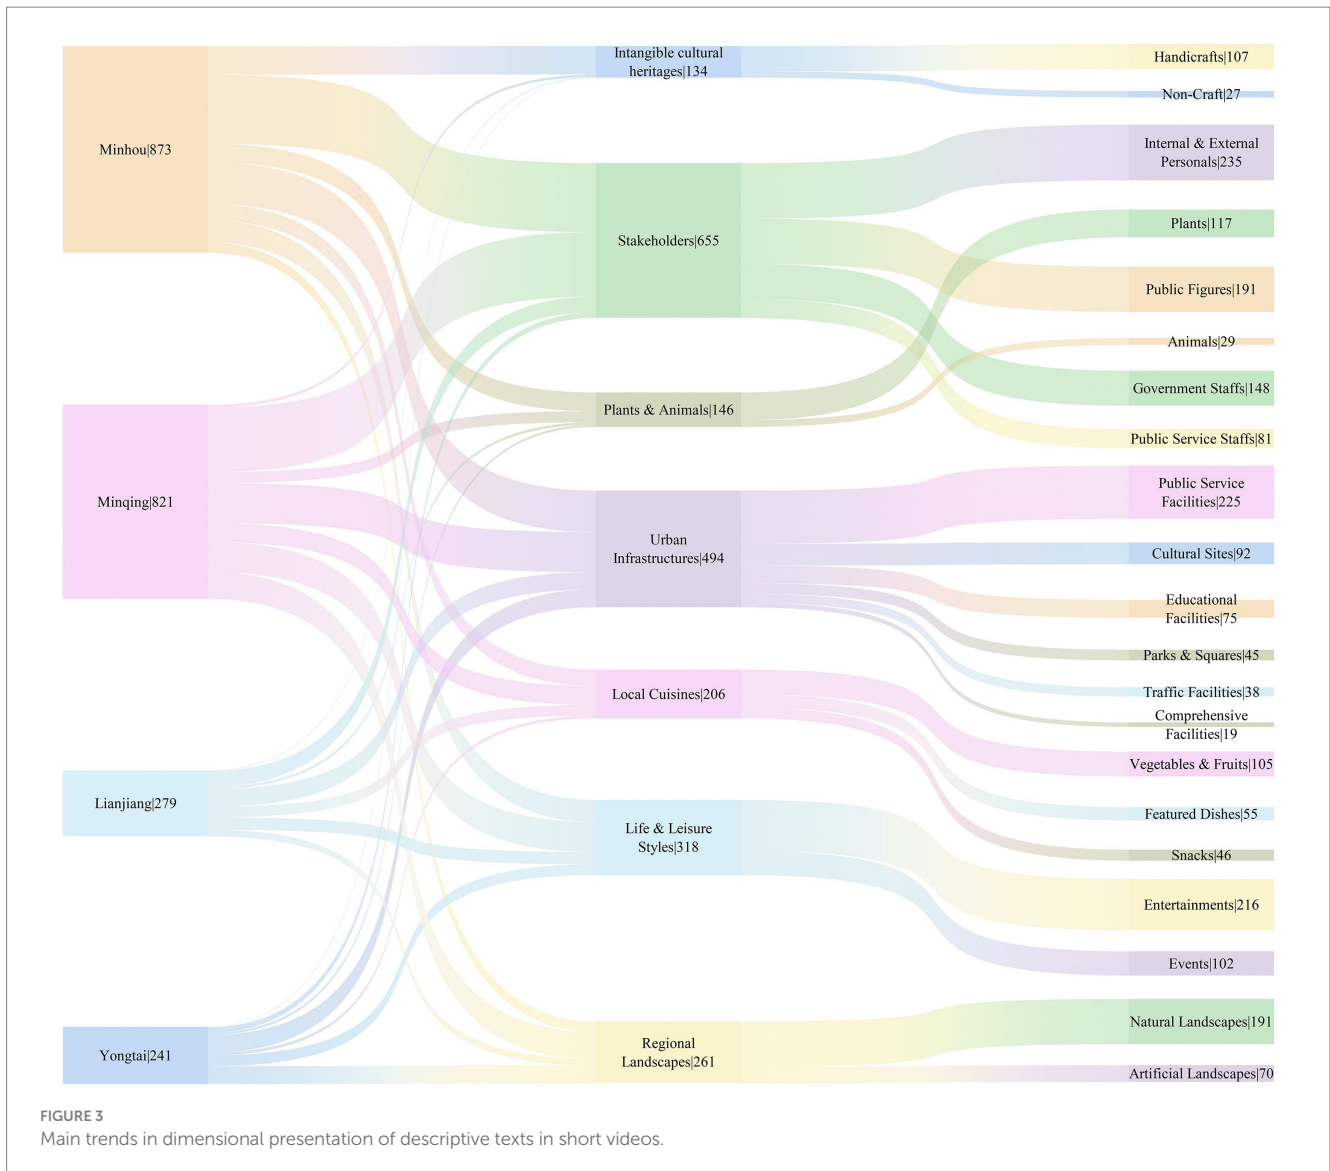 Minhou|873
Minqing|821
Lianjiang|279
Yongtai|241
Intangible cultural
heritages|134
Stakeholders|655
Plants & Animals|146
Urban
Infrastructures|494
Local Cuisines|206
Life & Leisure
Styles|318
Regional
Landscapes|261
Handicrafts|107
Non-Craft|27
Internal & External
Personals|235
Plants|117
Public Figures|191
Animals|29
Government Staffs|148
Public Service Staffs|81
Public Service
Facilities|225
Cultural Sites|92
Educational
Facilities|75
Parks & Squares|45
Traffic Facilities|38
Comprehensive
Facilities|19
Vegetables & Fruits|105
Featured Dishes|55
Snacks|46
Entertainments|216
Events|102
Natural Landscapes|191
Artificial Landscapes|70
FIGURE 3
Main trends in dimensional presentation of descriptive texts in short videos.